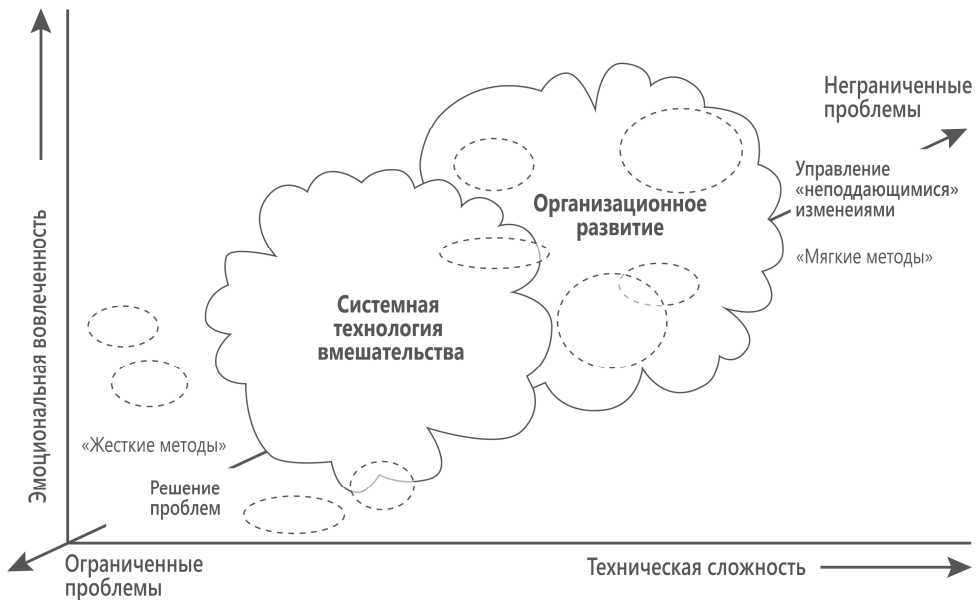 Неграниченные
проблемы
Управление
«неподдающимися»
изменеиями
«Мягкие методы»
Организационное
развитие
Системная
технология
вмешательства
Эмоциональная вовлеченность
«Жесткие методы»
Решение
проблем
Ограниченные
проблемы
Техническая сложность